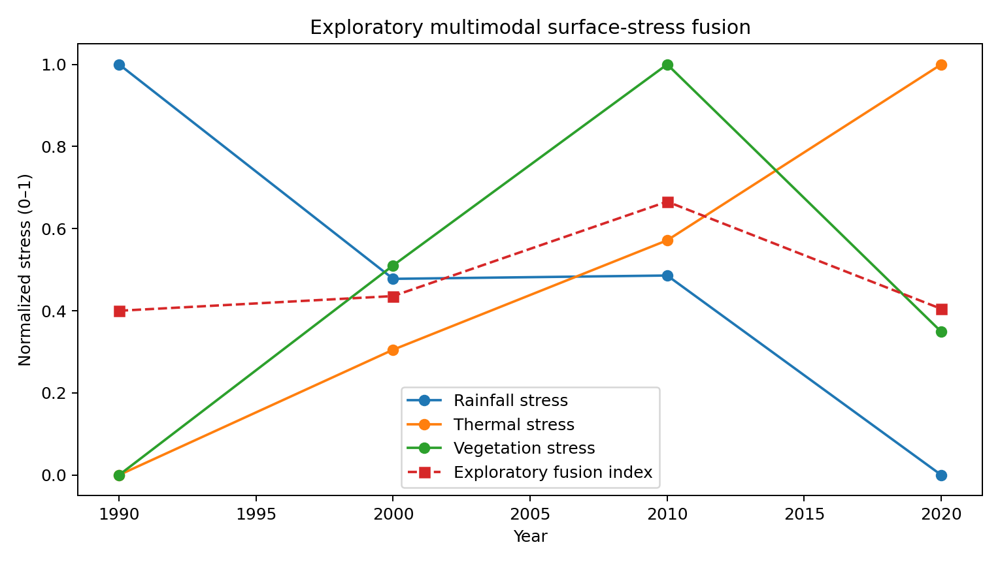 Exploratory multimodal surface-stress fusion
Normalized stress (0–1)
1.0
0.8
0.6
0.4
0.2
0.0
Rainfall stress
Thermal stress
Vegetation stress
Exploratory fusion index
1990 1995 2000 2005 2010 2015 2020
Year